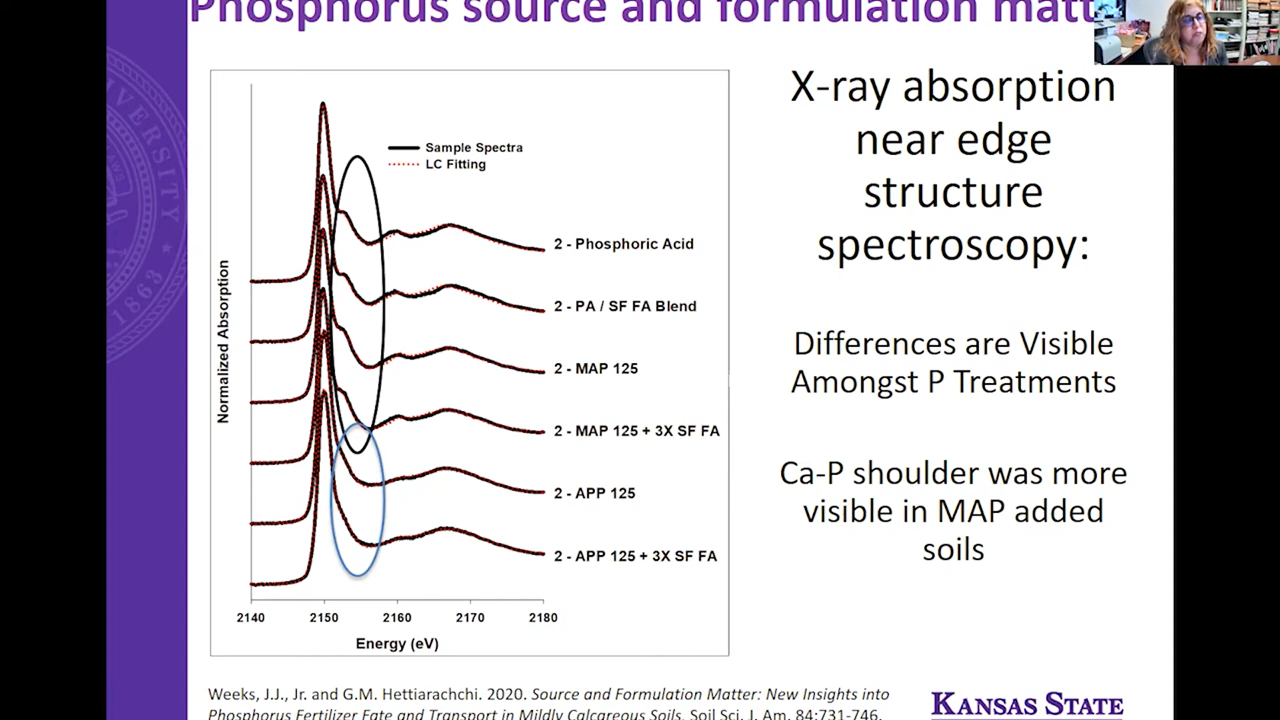 Phosphorus source and formulation matt
X-ray absorption
near edge
structure
spectroscopy:
Differences are Visible
Amongst P Treatments
Ca-P shoulder was more
visible in MAP added
soils
Sample Spectra
LC Fitting
2 - Phosphoric Acid
2 - PA / SF FA Blend
2 - MAP 125
2 - MAP 125 + 3X SF FA
2 - APP 125
2 - APP 125 + 3X SF FA
Normalized Absorption
2140 2150 2160 2170 2180
Energy (eV)
Weeks, J.J., Jr. and G.M. Hettiarachchi. 2020. Source and Formulation Matter: New Insights into
Phosphorus Fertilizer Fate and Transport in Mildly Calcareous Soils. Soil Sci. J. Am. 84:731-746.
KANSAS STATE
1863